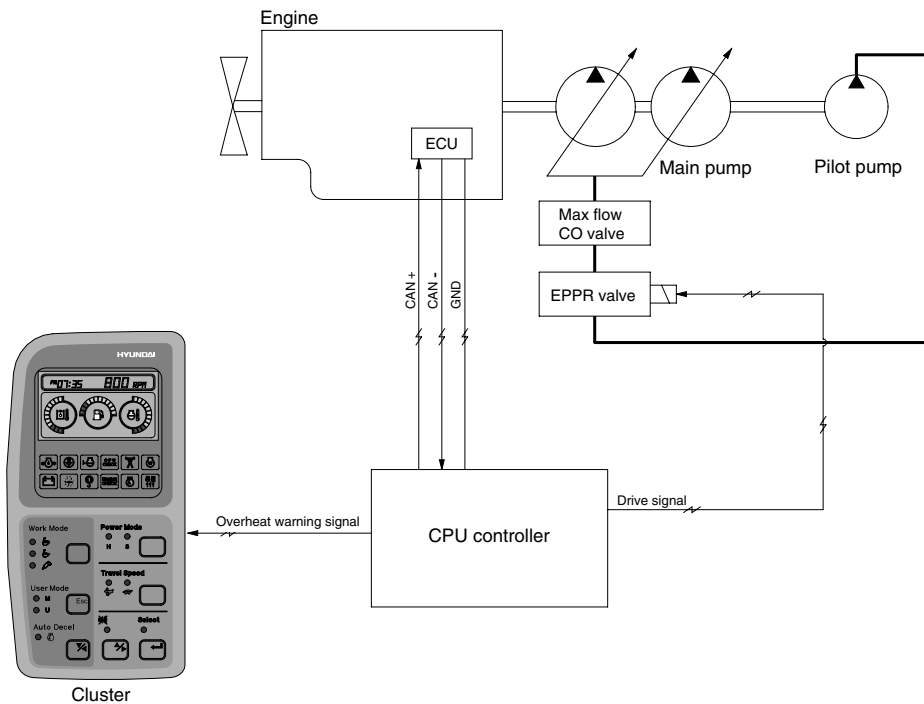 Engine
ECU
Main pump
Pilot pump
Max flow
CO valve
EPPR valve
CAN +
CAN -
GND
HYUNDAI
PM 07:35 800 RPM
Work Mode
Power Mode
H S
Travel Speed
User Mode
M
U
Esc
Auto Decel
Select
Overheat warning signal
CPU controller
Drive signal
Cluster